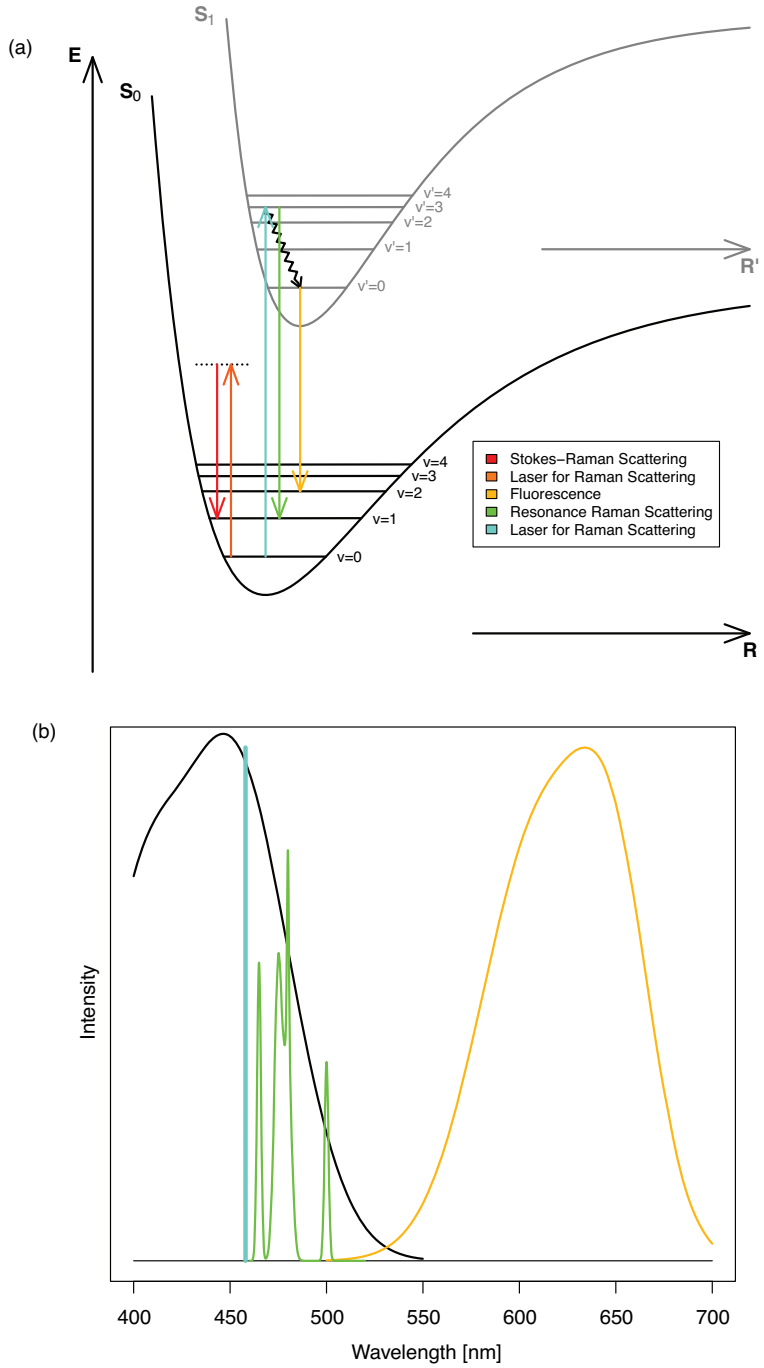 (a)
E
S1
S0
v'=4
v'=3
v'=2
v'=1
v'=0
R'
v=4
v=3
v=2
v=1
v=0
Stokes−Raman Scattering
Laser for Raman Scattering
Fluorescence
Resonance Raman Scattering
Laser for Raman Scattering
R
(b)
Intensity
400 450 500 550 600 650 700
Wavelength [nm]